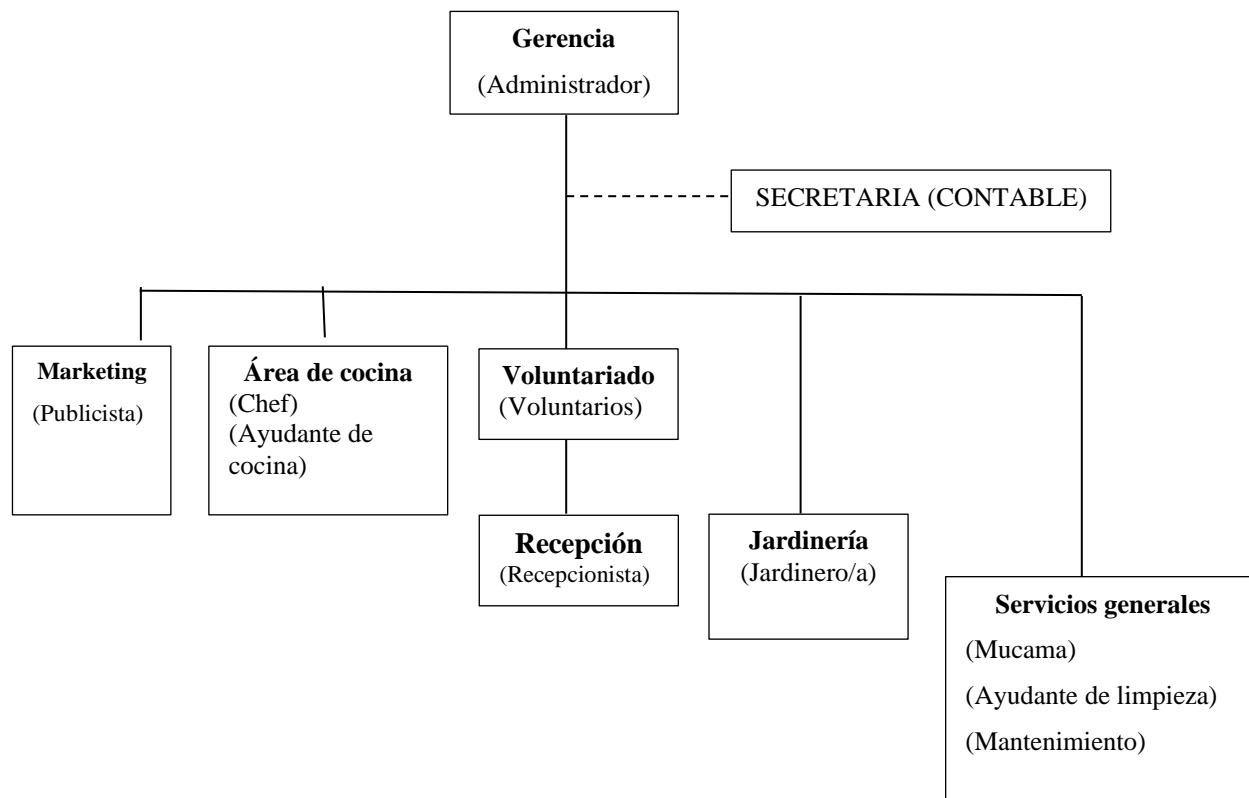 Gerencia
(Administrador)
SECRETARIA (CONTABLE)
Marketing
(Publicista)
Área de cocina
(Chef)
(Ayudante de
cocina)
Voluntariado
(Voluntarios)
Recepción
(Recepcionista)
Jardinería
(Jardinero/a)
Servicios generales
(Mucama)
(Ayudante de limpieza)
(Mantenimiento)